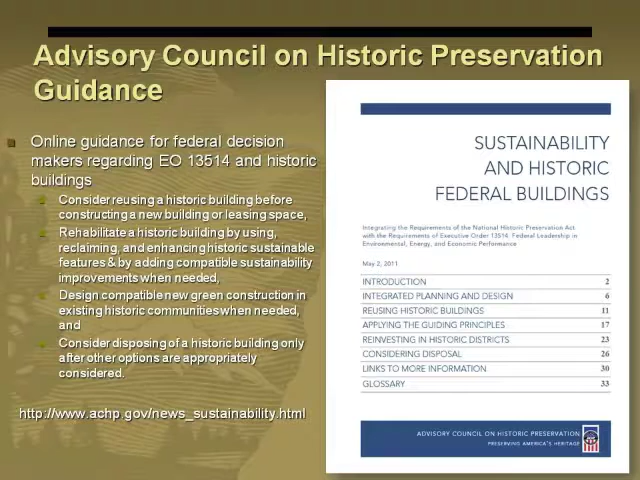 Advisory Council on Historic Preservation
Guidance
Online guidance for federal decision
makers regarding EO 13514 and historic
buildings
Consider reusing a historic building before
constructing a new building or leasing space,
Rehabilitate a historic building by using,
reclaiming, and enhancing historic sustainable
features & by adding compatible sustainability
improvements when needed,
Design compatible new green construction in
existing historic communities when needed,
and
Consider disposing of a historic building only
after other options are appropriately
considered.
http://www.achp.gov/news_sustainability.html
SUSTAINABILITY
AND HISTORIC
FEDERAL BUILDINGS
Integrating the Requirements of the National Historic Preservation Act
with the Requirements of Executive Order 13514: Federal Leadership in
Environmental, Energy, and Economic Performance
May 2, 2011
INTRODUCTION 2
INTEGRATED PLANNING AND DESIGN 6
REUSING HISTORIC BUILDINGS 11
APPLYING THE GUIDING PRINCIPLES 17
REINVESTING IN HISTORIC DISTRICTS 23
CONSIDERING DISPOSAL 26
LINKS TO MORE INFORMATION 30
GLOSSARY 33
ADVISORY COUNCIL ON HISTORIC PRESERVATION
PRESERVING AMERICA'S HERITAGE